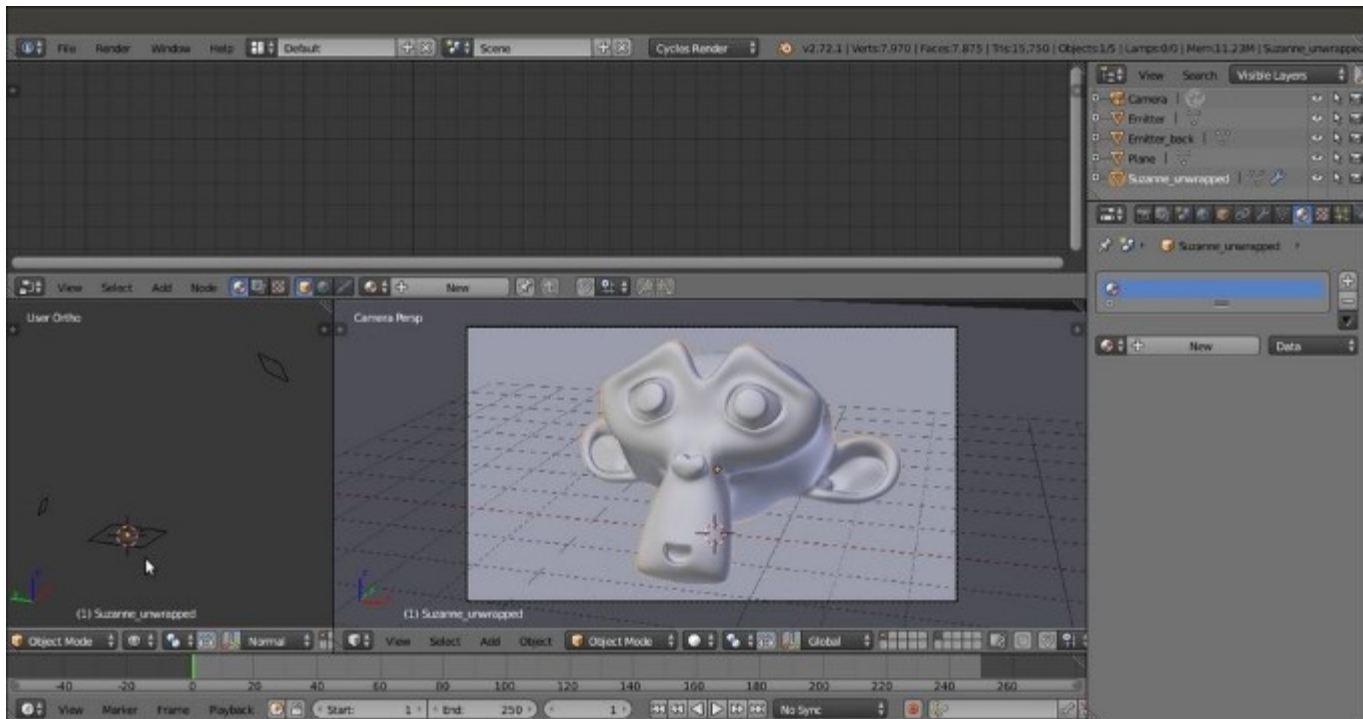 File Render Window Help Default Scene Cycles Render v2.72.1 | Verts:7,970 | Faces:7,875 | Tris:15,750 | Objects:1/5 | Lamps:0/0 | Mem:11.23M | Suzanne_unwrapped
View Search Visible Layers
Camera
Emitter
Emitter_back
Plane
Suzanne_unwrapped
Suzanne_unwrapped
View Select Add Node New
New Data
User Ortho
Camera Persp
(1) Suzanne_unwrapped
(1) Suzanne_unwrapped
Object Mode Normal
View Select Add Object Object Mode Global
-40 -20 0 20 40 60 80 100 120 140 160 180 200 220 240 260
View Marker Frame Playback Start: 1 End: 250 1 No Sync